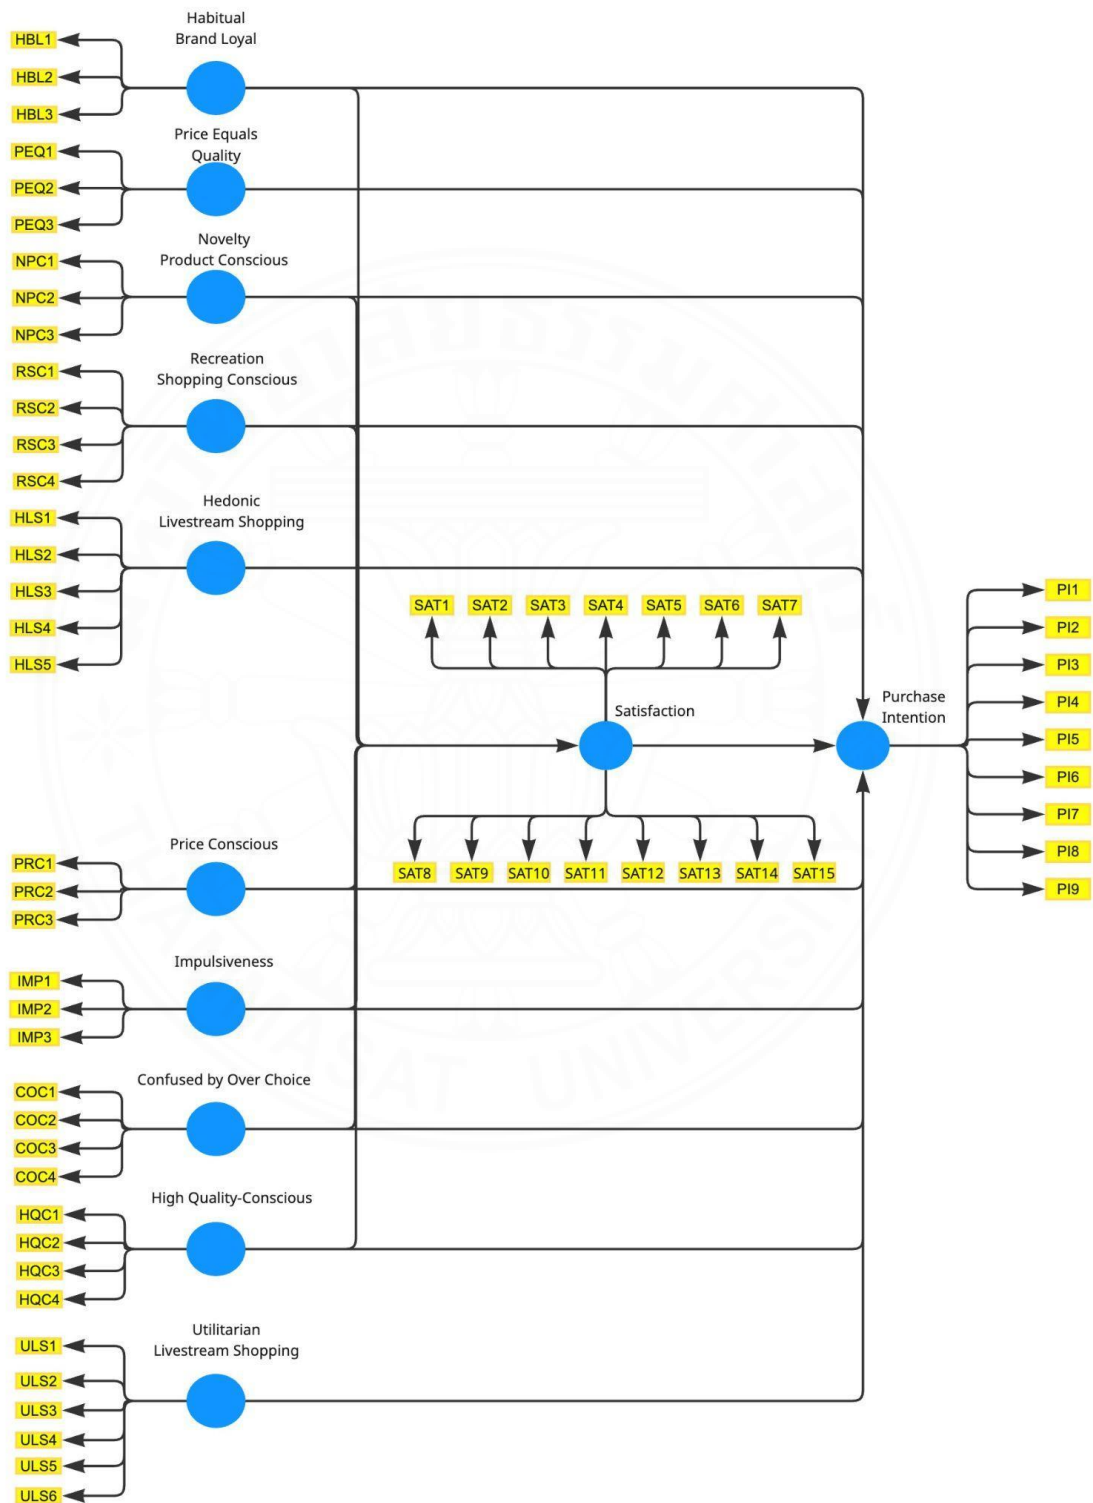 Habitual
Brand Loyal
HBL1
HBL2
HBL3
Price Equals
Quality
PEQ1
PEQ2
PEQ3
Novelty
Product Conscious
NPC1
NPC2
NPC3
Recreation
Shopping Conscious
RSC1
RSC2
RSC3
RSC4
Hedonic
Livestream Shopping
HLS1
HLS2
HLS3
HLS4
HLS5
SAT1 SAT2 SAT3 SAT4 SAT5 SAT6 SAT7
Satisfaction
SAT8 SAT9 SAT10 SAT11 SAT12 SAT13 SAT14 SAT15
Purchase
Intention
PI1
PI2
PI3
PI4
PI5
PI6
PI7
PI8
PI9
Price Conscious
PRC1
PRC2
PRC3
Impulsiveness
IMP1
IMP2
IMP3
Confused by Over Choice
COC1
COC2
COC3
COC4
High Quality-Conscious
HQC1
HQC2
HQC3
HQC4
Utilitarian
Livestream Shopping
ULS1
ULS2
ULS3
ULS4
ULS5
ULS6